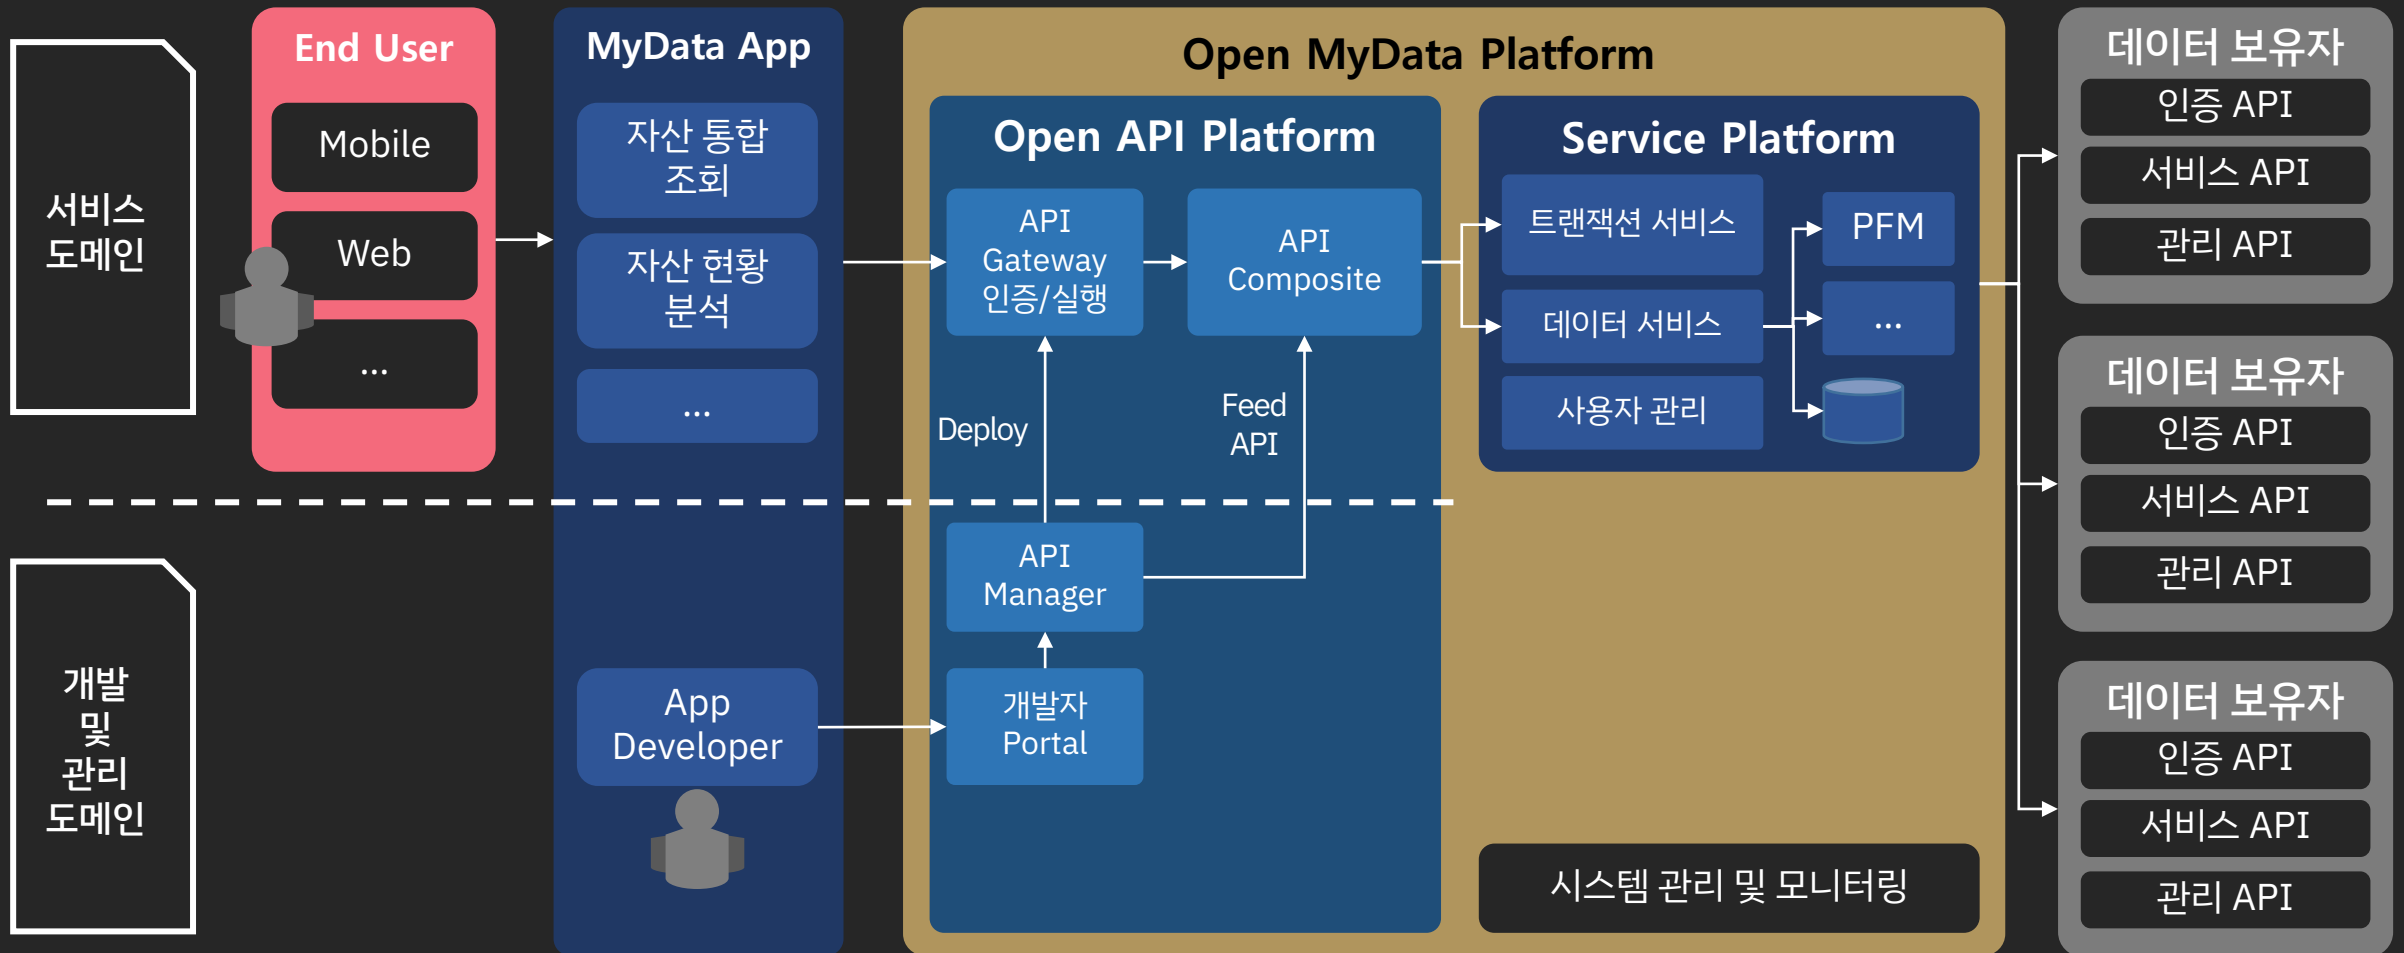 서비스
도메인
개발
및
관리
도메인
End User
Mobile
Web
...
MyData App
자산 통합
조회
자산 현황
분석
...
App
Developer
Open MyData Platform
Open API Platform
API
Gateway
인증/실행
API
Composite
Deploy
Feed
API
API
Manager
개발자
Portal
Service Platform
트랜잭션 서비스
데이터 서비스
사용자 관리
PFM
...
시스템 관리 및 모니터링
데이터 보유자
인증 API
서비스 API
관리 API
데이터 보유자
인증 API
서비스 API
관리 API
데이터 보유자
인증 API
서비스 API
관리 API